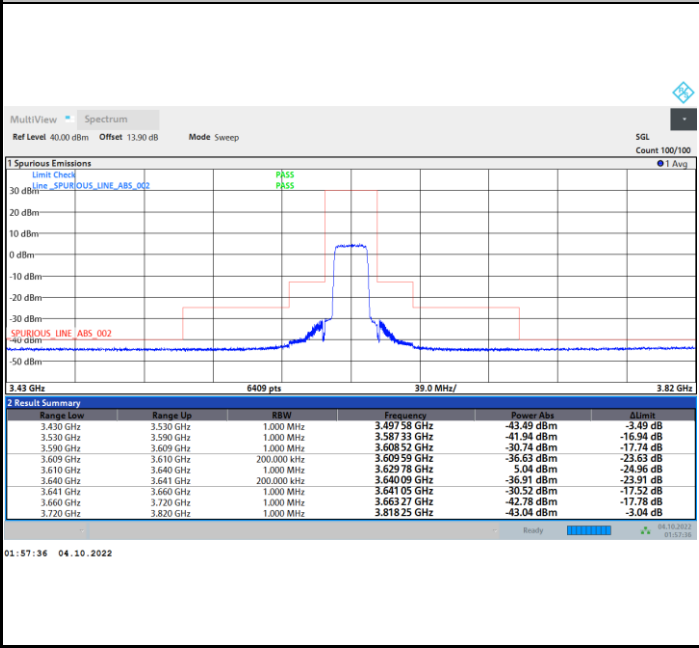 MultiView Spectrum
Ref Level 40.00 dBm Offset 13.90 dB Mode Sweep SGL
Count 100/100
1 Spurious Emissions 1 Avg
Limit Check PASS
Line _SPURIOUS_LINE_ABS_002 PASS
30 dBm
20 dBm
10 dBm
0 dBm
-10 dBm
-20 dBm
-30 dBm
_SPURIOUS_LINE_ABS_002
-40 dBm
-50 dBm
3.43 GHz 6409 pts 39.0 MHz/ 3.82 GHz
2 Result Summary
Range Low Range Up RBW Frequency Power Abs ΔLimit
3.430 GHz 3.530 GHz 1.000 MHz 3.497 58 GHz -43.49 dBm -3.49 dB
3.530 GHz 3.590 GHz 1.000 MHz 3.587 33 GHz -41.94 dBm -16.94 dB
3.590 GHz 3.609 GHz 1.000 MHz 3.608 52 GHz -30.74 dBm -17.74 dB
3.609 GHz 3.610 GHz 200.000 kHz 3.609 59 GHz -36.63 dBm -23.63 dB
3.610 GHz 3.640 GHz 1.000 MHz 3.629 78 GHz 5.04 dBm -24.96 dB
3.640 GHz 3.641 GHz 200.000 kHz 3.640 09 GHz -36.91 dBm -23.91 dB
3.641 GHz 3.660 GHz 1.000 MHz 3.641 05 GHz -30.52 dBm -17.52 dB
3.660 GHz 3.720 GHz 1.000 MHz 3.663 27 GHz -42.78 dBm -17.78 dB
3.720 GHz 3.820 GHz 1.000 MHz 3.818 25 GHz -43.04 dBm -3.04 dB
Ready 04.10.2022
01:57:36
01:57:36 04.10.2022